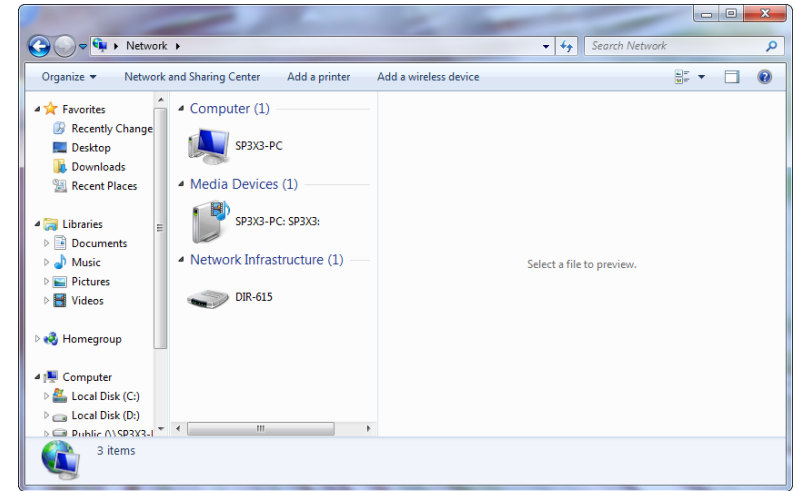 Network
Search Network
Organize
Network and Sharing Center
Add a printer
Add a wireless device
Favorites
Recently Change
Desktop
Downloads
Recent Places
Libraries
Documents
Music
Pictures
Videos
Homegroup
Computer
Local Disk (C:)
Local Disk (D:)
Public (\\SP3X3-
Computer (1)
SP3X3-PC
Media Devices (1)
SP3X3-PC: SP3X3:
Network Infrastructure (1)
DIR-615
Select a file to preview.
3 items